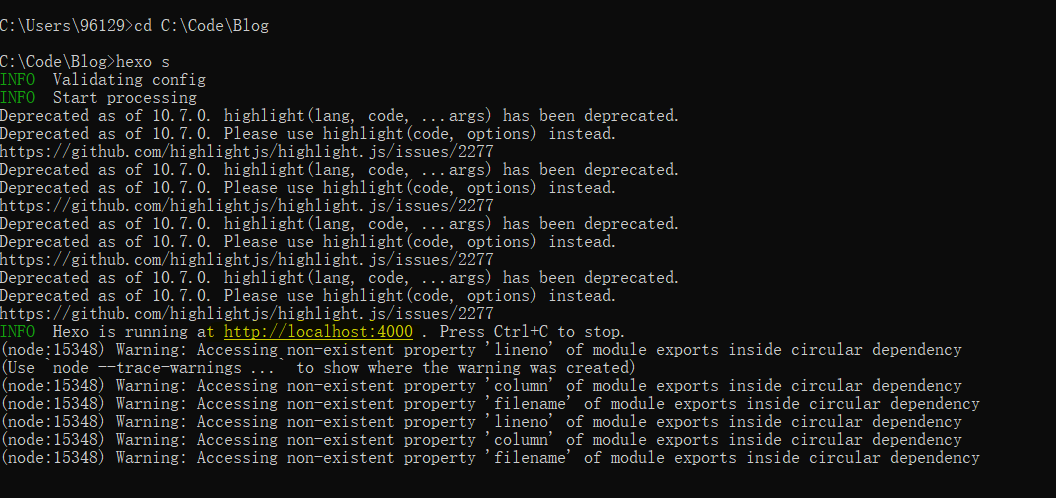 C:\Users\96129>cd C:\Code\Blog
C:\Code\Blog>hexo s
INFO  Validating config
INFO  Start processing
Deprecated as of 10.7.0. highlight(lang, code, ...args) has been deprecated.
Deprecated as of 10.7.0. Please use highlight(code, options) instead.
https://github.com/highlightjs/highlight.js/issues/2277
Deprecated as of 10.7.0. highlight(lang, code, ...args) has been deprecated.
Deprecated as of 10.7.0. Please use highlight(code, options) instead.
https://github.com/highlightjs/highlight.js/issues/2277
Deprecated as of 10.7.0. highlight(lang, code, ...args) has been deprecated.
Deprecated as of 10.7.0. Please use highlight(code, options) instead.
https://github.com/highlightjs/highlight.js/issues/2277
Deprecated as of 10.7.0. highlight(lang, code, ...args) has been deprecated.
Deprecated as of 10.7.0. Please use highlight(code, options) instead.
https://github.com/highlightjs/highlight.js/issues/2277
INFO  Hexo is running at http://localhost:4000 . Press Ctrl+C to stop.
(node:15348) Warning: Accessing non-existent property 'lineno' of module exports inside circular dependency
(Use `node --trace-warnings ...` to show where the warning was created)
(node:15348) Warning: Accessing non-existent property 'column' of module exports inside circular dependency
(node:15348) Warning: Accessing non-existent property 'filename' of module exports inside circular dependency
(node:15348) Warning: Accessing non-existent property 'lineno' of module exports inside circular dependency
(node:15348) Warning: Accessing non-existent property 'column' of module exports inside circular dependency
(node:15348) Warning: Accessing non-existent property 'filename' of module exports inside circular dependency